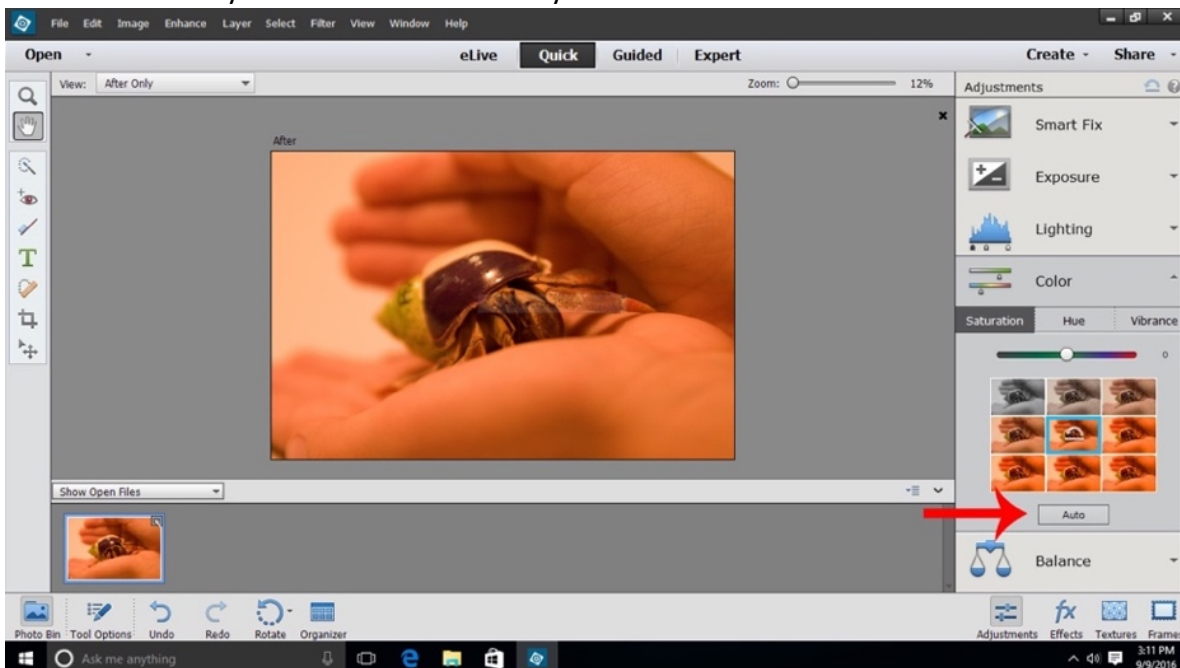 File Edit Image Enhance Layer Select Filter View Window Help
Open eLive Quick Guided Expert Create Share
View: After Only Zoom: 12% Adjustments
After
Smart Fix
Exposure
Lighting
Color
Saturation Hue Vibrance
0
Show Open Files
Auto
Balance
Photo Bin Tool Options Undo Redo Rotate Organizer Adjustments Effects Textures Frames
Ask me anything 3:11 PM
9/9/2016